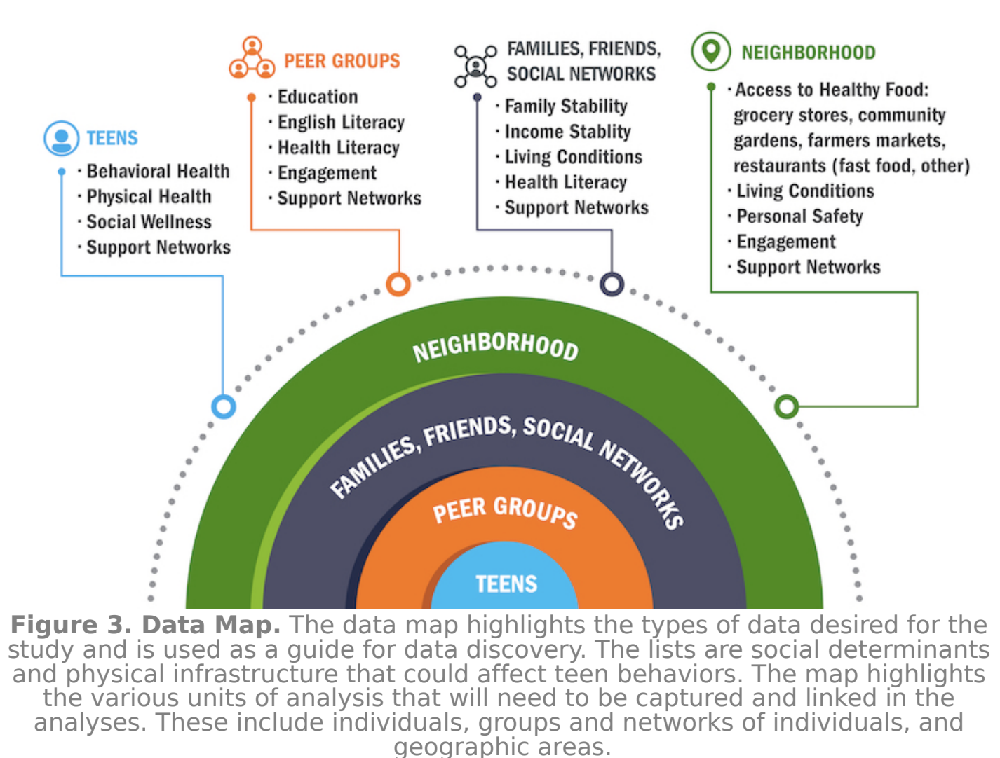 TEENS
· Behavioral Health
· Physical Health
· Social Wellness
· Support Networks
PEER GROUPS
· Education
· English Literacy
· Health Literacy
· Engagement
· Support Networks
FAMILIES, FRIENDS,
SOCIAL NETWORKS
· Family Stability
· Income Stablity
· Living Conditions
· Health Literacy
· Support Networks
NEIGHBORHOOD
· Access to Healthy Food:
grocery stores, community
gardens, farmers markets,
restaurants (fast food, other)
· Living Conditions
· Personal Safety
· Engagement
· Support Networks
NEIGHBORHOOD
FAMILIES, FRIENDS, SOCIAL NETWORKS
PEER GROUPS
TEENS
Figure 3. Data Map. The data map highlights the types of data desired for the
study and is used as a guide for data discovery. The lists are social determinants
and physical infrastructure that could affect teen behaviors. The map highlights
the various units of analysis that will need to be captured and linked in the
analyses. These include individuals, groups and networks of individuals, and
geographic areas.